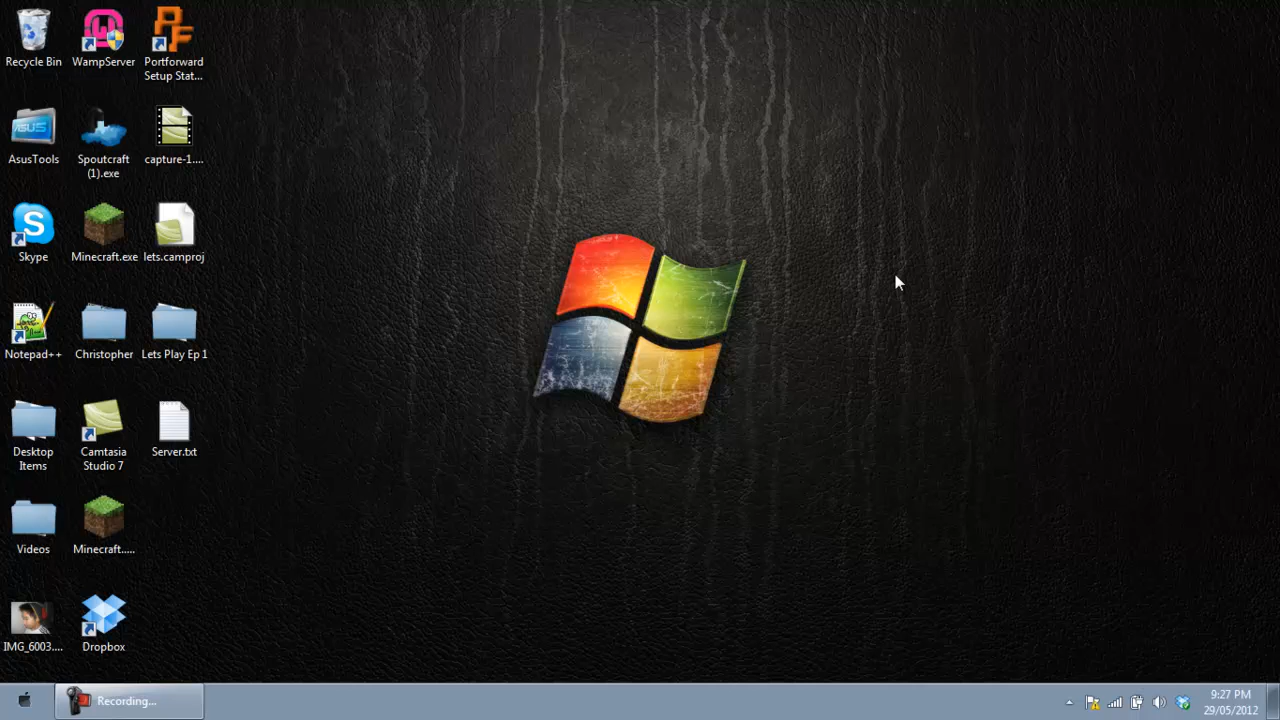 Recycle Bin
WampServer
Portforward
Setup Stat...
AsusTools
Spoutcraft
(1).exe
capture-1....
Skype
Minecraft.exe
lets.camproj
Notepad++
Christopher
Lets Play Ep 1
Desktop
Items
Camtasia
Studio 7
Server.txt
Videos
Minecraft.....
IMG_6003....
Dropbox
Recording...
9:27 PM
29/05/2012